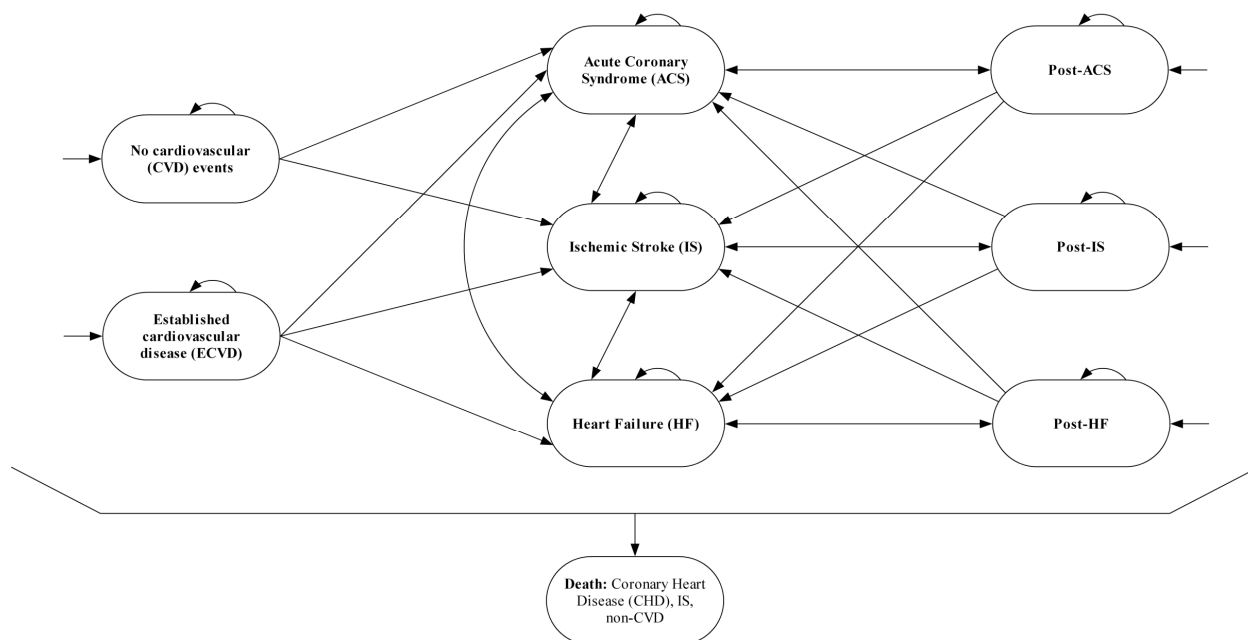 Acute Coronary
Syndrome (ACS)
Post-ACS
No cardiovascular
(CVD) events
Ischemic Stroke (IS)
Post-IS
Established
cardiovascular
disease (ECVD)
Heart Failure (HF)
Post-HF
Death: Coronary Heart
Disease (CHD), IS,
non-CVD